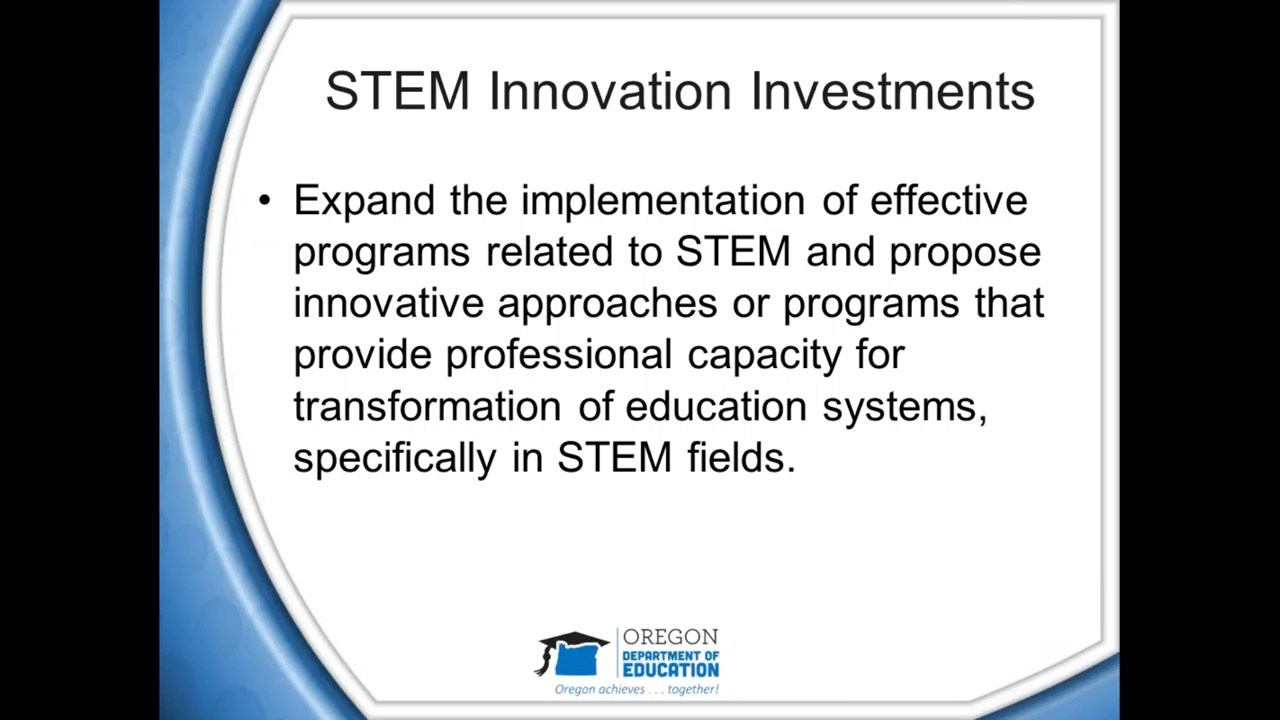 STEM Innovation Investments
• Expand the implementation of effective
programs related to STEM and propose
innovative approaches or programs that
provide professional capacity for
transformation of education systems,
specifically in STEM fields.
OREGON
DEPARTMENT OF
EDUCATION
Oregon achieves . . . together!